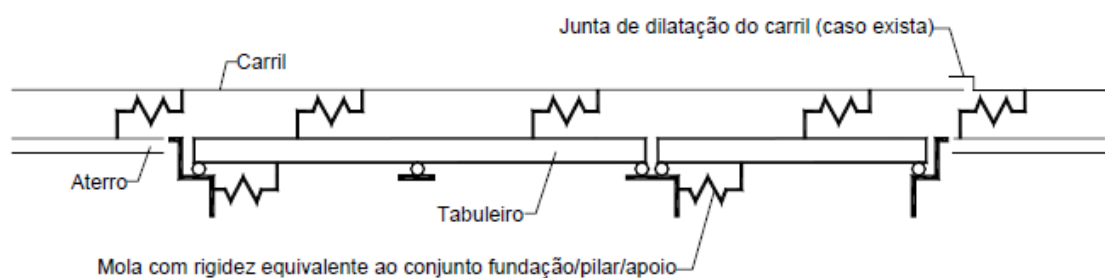 Junta de dilatação do carril (caso exista)
Carril
Aterro
Tabuleiro
Mola com rigidez equivalente ao conjunto fundação/pilar/apoio